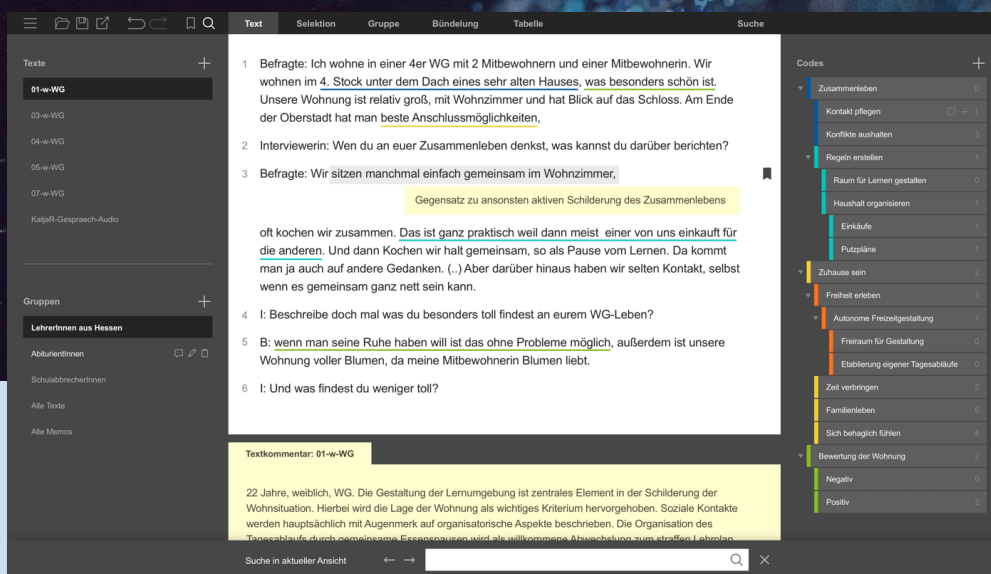 Text
Selektion
Gruppe
Bündelung
Tabelle
Suche
Texte
01-w-WG
03-w-WG
04-w-WG
05-w-WG
07-w-WG
KatjaR-Gespraech-Audio
Gruppen
LehrerInnen aus Hessen
AbiturientInnen
SchulabbrecherInnen
Alle Texte
Alle Memos
1 Befragte: Ich wohne in einer 4er WG mit 2 Mitbewohnern und einer Mitbewohnerin. Wir
wohnen im 4. Stock unter dem Dach eines sehr alten Hauses, was besonders schön ist.
Unsere Wohnung ist relativ groß, mit Wohnzimmer und hat Blick auf das Schloss. Am Ende
der Oberstadt hat man beste Anschlussmöglichkeiten,
2 Interviewerin: Wen du an euer Zusammenleben denkst, was kannst du darüber berichten?
3 Befragte: Wir sitzen manchmal einfach gemeinsam im Wohnzimmer,
Gegensatz zu ansonsten aktiven Schilderung des Zusammenlebens
oft kochen wir zusammen. Das ist ganz praktisch weil dann meist einer von uns einkauft für
die anderen. Und dann Kochen wir halt gemeinsam, so als Pause vom Lernen. Da kommt
man ja auch auf andere Gedanken. (..) Aber darüber hinaus haben wir selten Kontakt, selbst
wenn es gemeinsam ganz nett sein kann.
4 I: Beschreibe doch mal was du besonders toll findest an eurem WG-Leben?
5 B: wenn man seine Ruhe haben will ist das ohne Probleme möglich, außerdem ist unsere
Wohnung voller Blumen, da meine Mitbewohnerin Blumen liebt.
6 I: Und was findest du weniger toll?
Textkommentar: 01-w-WG
22 Jahre, weiblich, WG. Die Gestaltung der Lernumgebung ist zentrales Element in der Schilderung der
Wohnsituation. Hierbei wird die Lage der Wohnung als wichtiges Kriterium hervorgehoben. Soziale Kontakte
werden hauptsächlich mit Augenmerk auf organisatorische Aspekte beschrieben. Die Organisation des
Tagesablaufs durch gemeinsame Essenspausen wird als willkommene Abwechslung zum straffen Lehrplan
Suche in aktueller Ansicht
Codes
Zusammenleben 0
Kontakt pflegen
Konflikte aushalten 3
Regeln erstellen 1
Raum für Lernen gestalten 0
Haushalt organisieren 1
Einkäufe 1
Putzpläne 1
Zuhause sein 2
Freiheit erleben 3
Autonome Freizeitgestaltung 1
Freiraum für Gestaltung 0
Etablierung eigener Tagesabläufe 0
Zeit verbringen 2
Familienleben 6
Sich behaglich fühlen 4
Bewertung der Wohnung 2
Negativ 0
Positiv 2